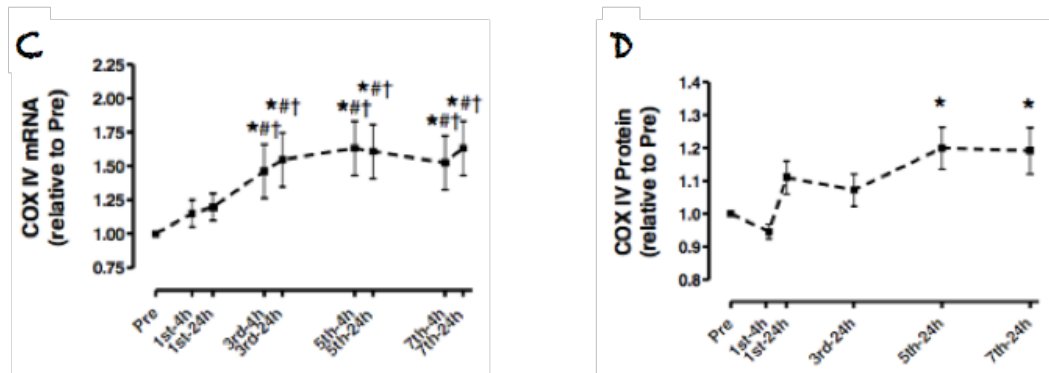 C
COX IV mRNA
(relative to Pre)
2.25
2.00
1.75
1.50
1.25
1.00
0.75
★#†
★#†
★#†
★#†
★#†
★#†
Pre
1st-4h
1st-24h
3rd-4h
3rd-24h
5th-4h
5th-24h
7th-4h
7th-24h
D
COX IV Protein
(relative to Pre)
1.4
1.3
1.2
1.1
1.0
0.9
0.8
★
★
Pre
1st-4h
1st-24h
3rd-24h
5th-24h
7th-24h